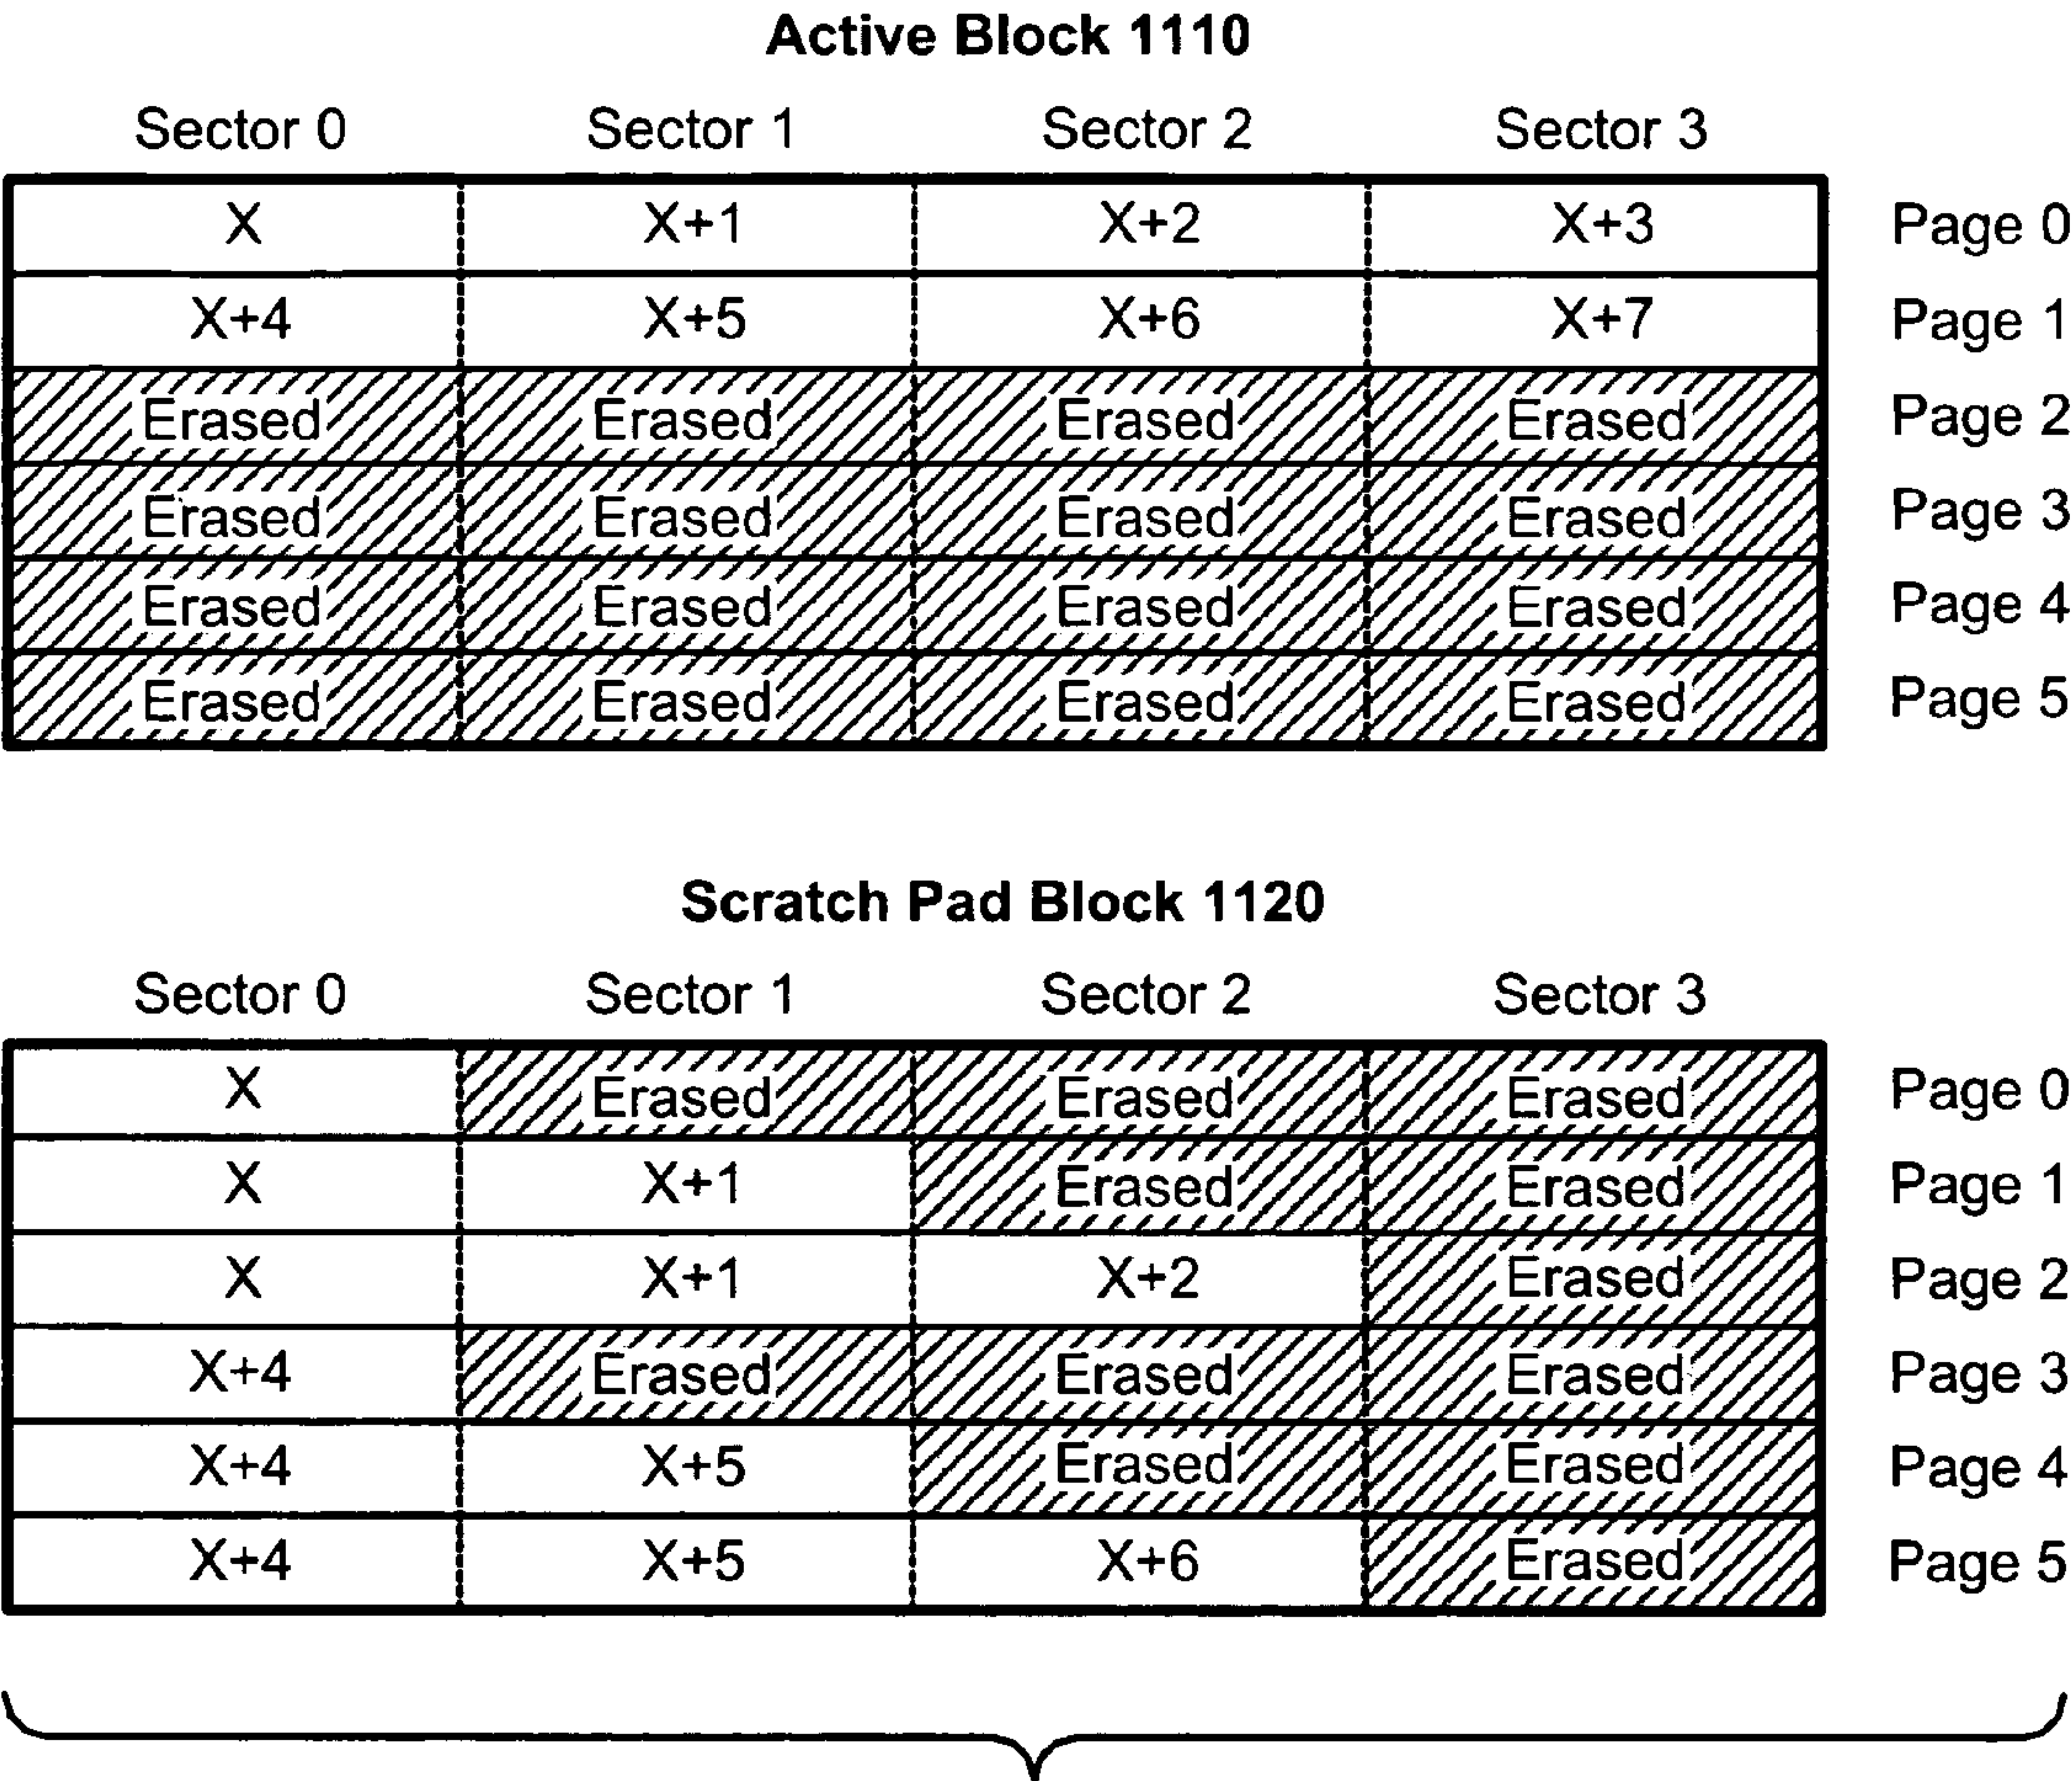 Active Block 1110
Sector 0 Sector 1 Sector 2 Sector 3
X X+1 X+2 X+3 Page 0
X+4 X+5 X+6 X+7 Page 1
Erased Erased Erased Erased Page 2
Erased Erased Erased Erased Page 3
Erased Erased Erased Erased Page 4
Erased Erased Erased Erased Page 5
Scratch Pad Block 1120
Sector 0 Sector 1 Sector 2 Sector 3
X Erased Erased Erased Page 0
X X+1 Erased Erased Page 1
X X+1 X+2 Erased Page 2
X+4 Erased Erased Erased Page 3
X+4 X+5 Erased Erased Page 4
X+4 X+5 X+6 Erased Page 5